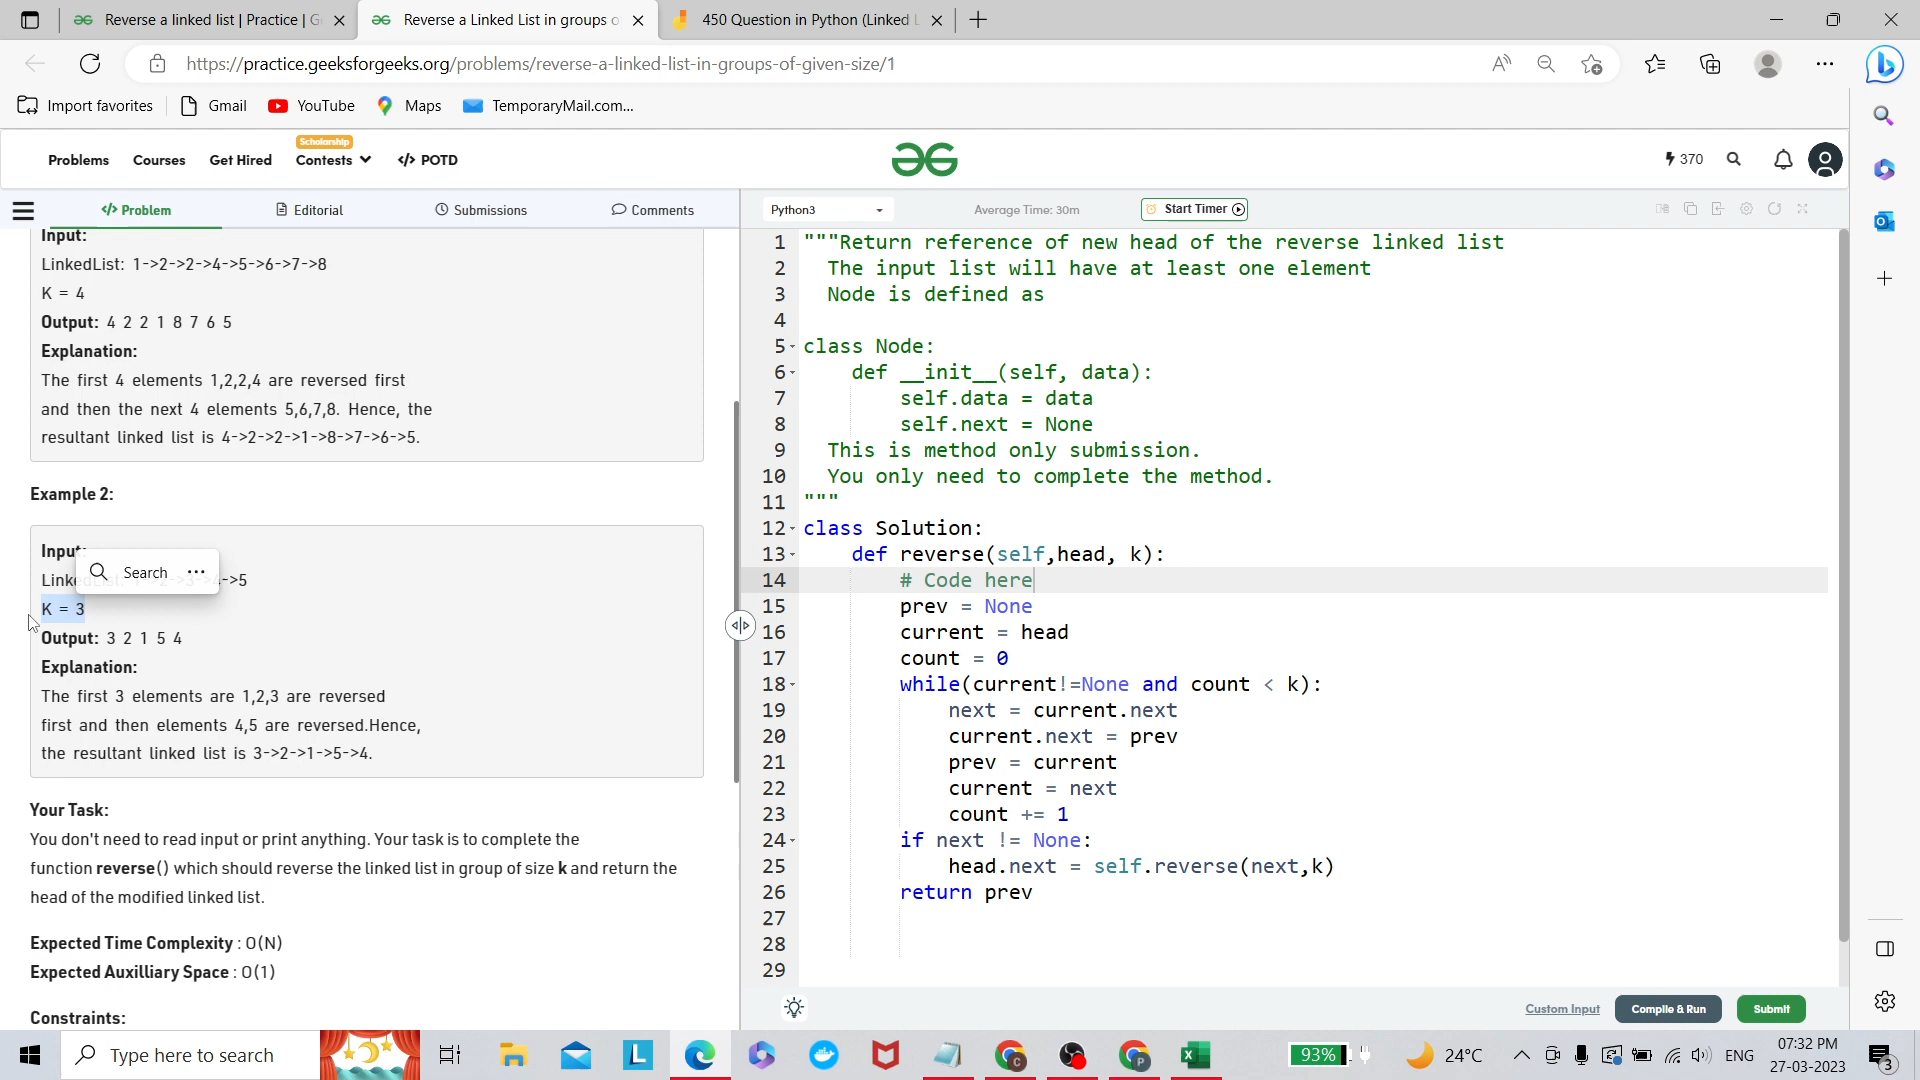 Reverse a linked list | Practice | G
Reverse a Linked List in groups o
450 Question in Python (Linked L
https://practice.geeksforgeeks.org/problems/reverse-a-linked-list-in-groups-of-given-size/1
Import favorites
Gmail
YouTube
Maps
TemporaryMail.com...
Problems
Courses
Get Hired
Scholarship
Contests
</> POTD
370
</> Problem
Editorial
Submissions
Comments
Python3
Average Time: 30m
Start Timer
Input:
LinkedList: 1->2->2->4->5->6->7->8
K = 4
Output: 4 2 2 1 8 7 6 5
Explanation:
The first 4 elements 1,2,2,4 are reversed first
and then the next 4 elements 5,6,7,8. Hence, the
resultant linked list is 4->2->2->1->8->7->6->5.
Example 2:
Input:
Search ...
->5
K = 3
Output: 3 2 1 5 4
Explanation:
The first 3 elements are 1,2,3 are reversed
first and then elements 4,5 are reversed.Hence,
the resultant linked list is 3->2->1->5->4.
Your Task:
You don't need to read input or print anything. Your task is to complete the
function reverse() which should reverse the linked list in group of size k and return the
head of the modified linked list.
Expected Time Complexity : O(N)
Expected Auxilliary Space : O(1)
Constraints:
1 """Return reference of new head of the reverse linked list
2 The input list will have at least one element
3 Node is defined as
4
5 class Node:
6 def __init__(self, data):
7 self.data = data
8 self.next = None
9 This is method only submission.
10 You only need to complete the method.
11 """
12 class Solution:
13 def reverse(self,head, k):
14 # Code here
15 prev = None
16 current = head
17 count = 0
18 while(current!=None and count < k):
19 next = current.next
20 current.next = prev
21 prev = current
22 current = next
23 count += 1
24 if next != None:
25 head.next = self.reverse(next,k)
26 return prev
27
28
29
Custom Input
Compile & Run
Submit
Type here to search
93%
24°C
ENG
07:32 PM
27-03-2023
3